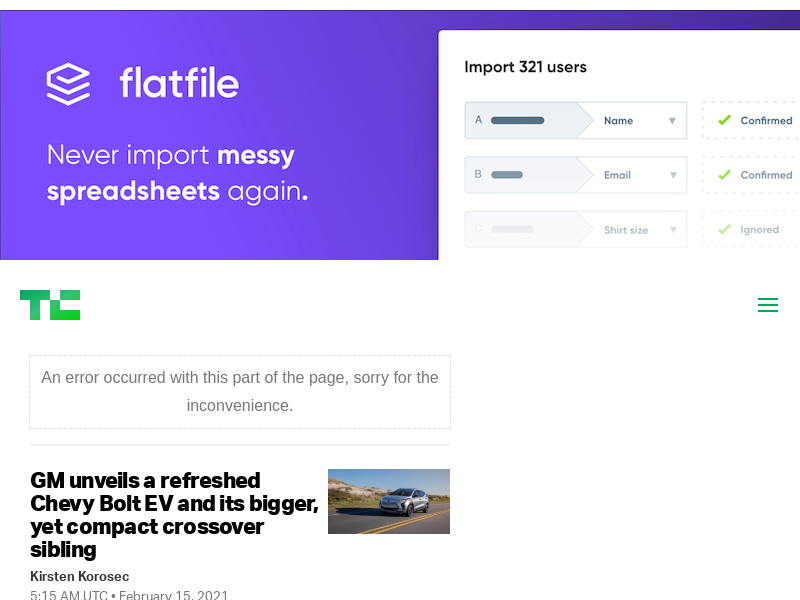 flatfile
Never import messy
spreadsheets again.
Import 321 users
A Name ▼ Confirmed
B Email ▼ Confirmed
C Shirt size ▼ Ignored
TC
An error occurred with this part of the page, sorry for the
inconvenience.
GM unveils a refreshed
Chevy Bolt EV and its bigger,
yet compact crossover
sibling
Kirsten Korosec
5:15 AM UTC • February 15, 2021